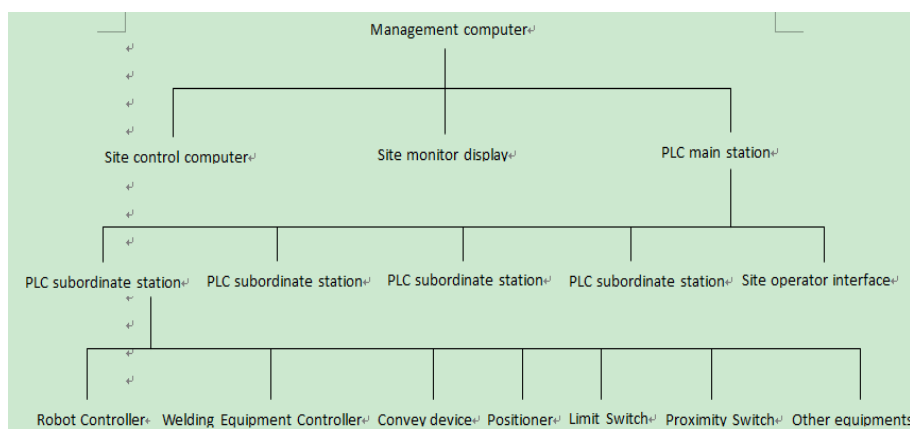 Management computer
Site control computer
Site monitor display
PLC main station
PLC subordinate station
PLC subordinate station
PLC subordinate station
PLC subordinate station
Site operator interface
Robot Controller
Welding Equipment Controller
Convey device
Positioner
Limit Switch
Proximity Switch
Other equipments